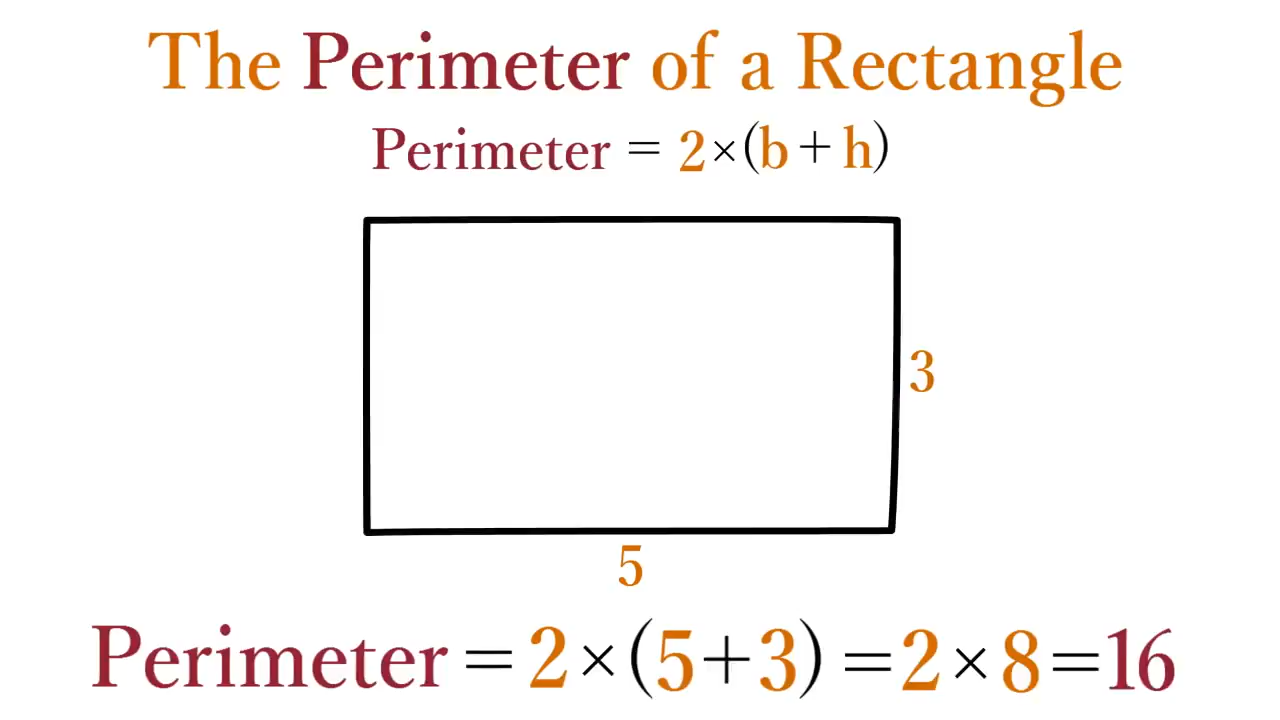 The Perimeter of a Rectangle
Perimeter = 2×(b + h)
3
5
Perimeter = 2×(5+3) = 2×8=16